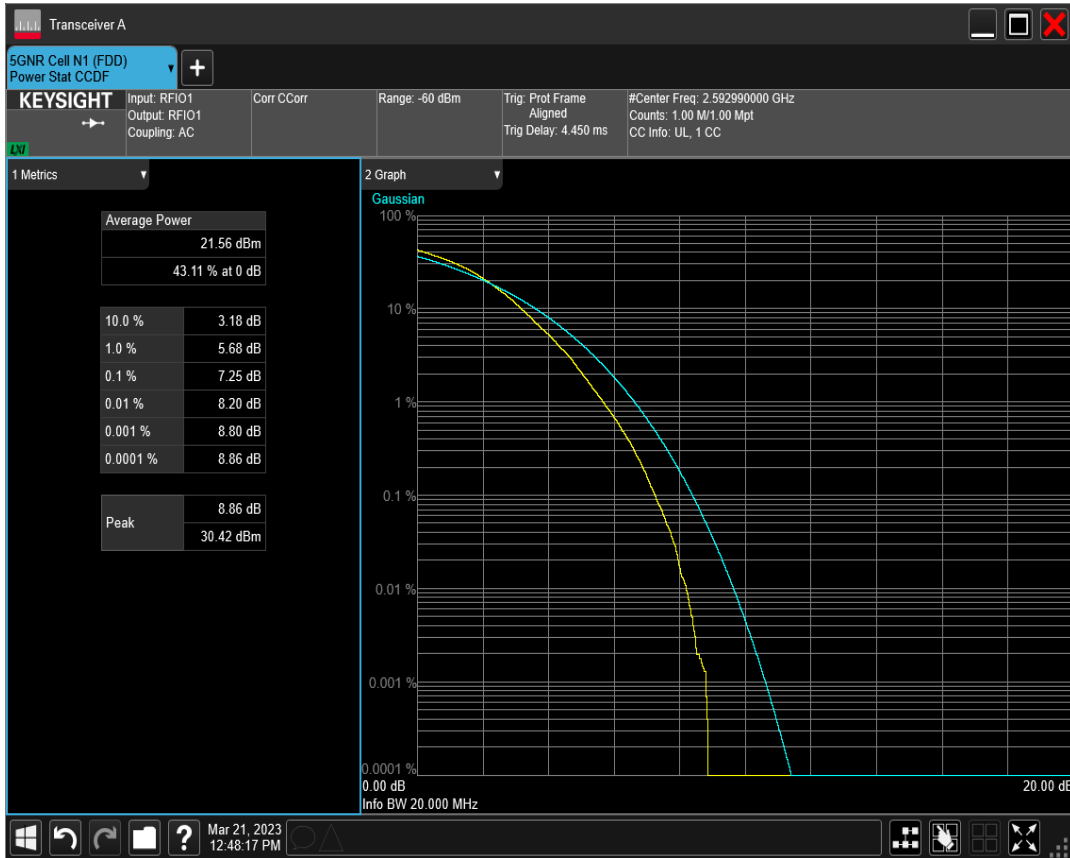 Transceiver A
5GNR Cell N1 (FDD)
Power Stat CCDF
+
KEYSIGHT
LXI
Input: RFIO1
Output: RFIO1
Coupling: AC
Corr CCorr
Range: -60 dBm
Trig: Prot Frame
Aligned
Trig Delay: 4.450 ms
#Center Freq: 2.592990000 GHz
Counts: 1.00 M/1.00 Mpt
CC Info: UL, 1 CC
1 Metrics
Average Power
21.56 dBm
43.11 % at 0 dB
10.0 % 3.18 dB
1.0 % 5.68 dB
0.1 % 7.25 dB
0.01 % 8.20 dB
0.001 % 8.80 dB
0.0001 % 8.86 dB
Peak
8.86 dB
30.42 dBm
2 Graph
Gaussian
100 %
10 %
1 %
0.1 %
0.01 %
0.001 %
0.0001 %
0.00 dB 20.00 dB
Info BW 20.000 MHz
?
Mar 21, 2023
12:48:17 PM